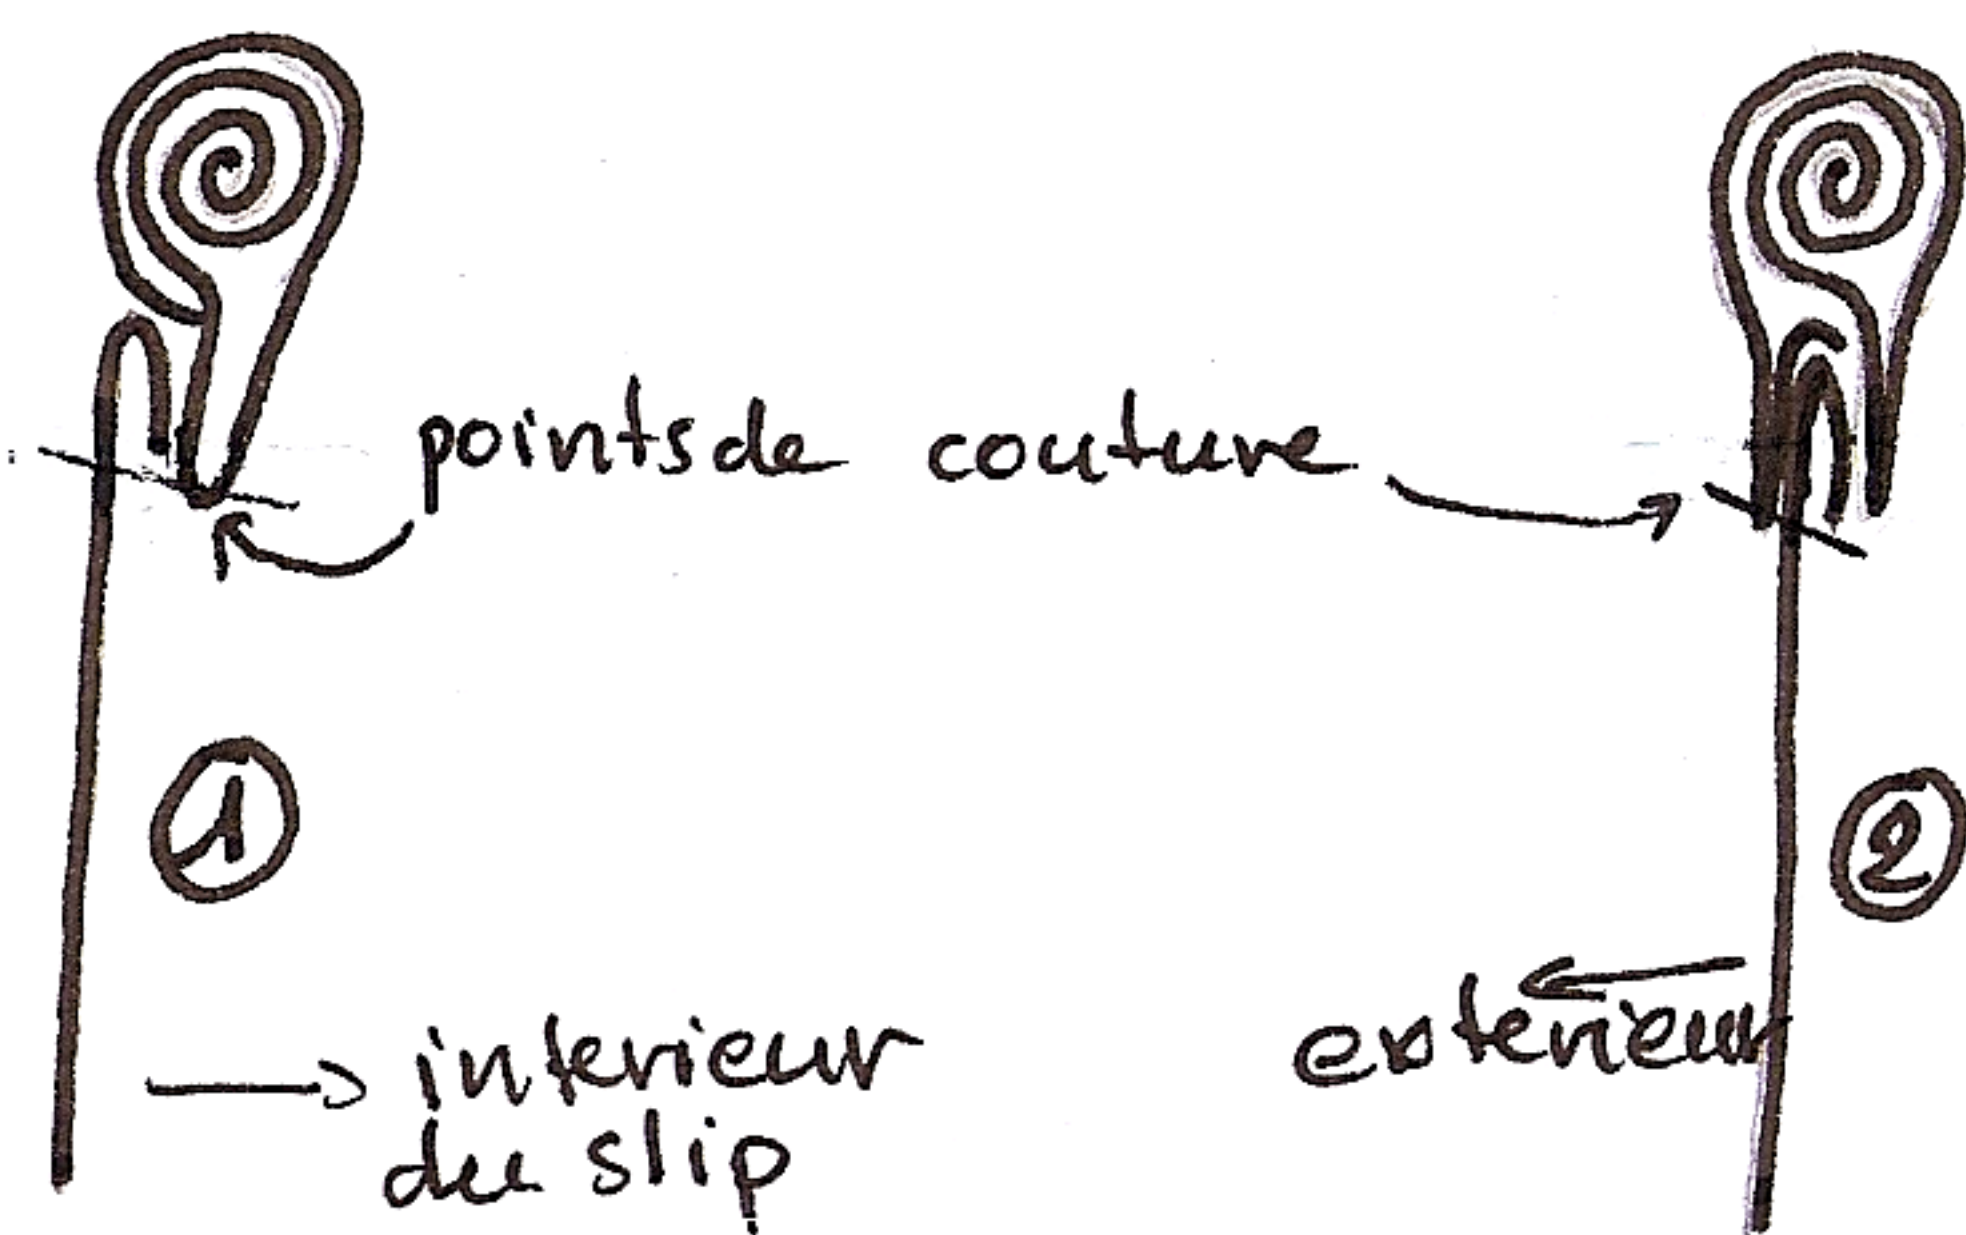 points de couture
1
2
interieur
du slip
exterieur